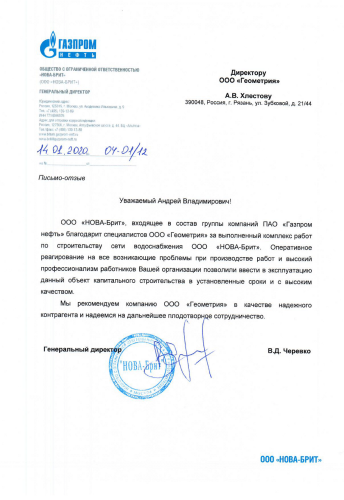 ГАЗПРОМ
НЕФТЬ
ОБЩЕСТВО С ОГРАНИЧЕННОЙ ОТВЕТСТВЕННОСТЬЮ
«НОВА-БРИТ»
(ООО «НОВА-БРИТ»)
ГЕНЕРАЛЬНЫЙ ДИРЕКТОР
14.01.2020 04-01/12
Директору
ООО «Геометрия»
А.В. Хлестову
390048, Россия, г. Рязань, ул. Зубковой, д. 21/44
Письмо-отзыв
Уважаемый Андрей Владимирович!
ООО «НОВА-Брит», входящее в состав группы компаний ПАО «Газпром
нефть» благодарит специалистов ООО «Геометрия» за выполненный комплекс работ
по строительству сети водоснабжения ООО «НОВА-Брит». Оперативное
реагирование на все возникающие проблемы при производстве работ и высокий
профессионализм работников Вашей организации позволили ввести в эксплуатацию
данный объект капитального строительства в установленные сроки и с высоким
качеством.
Мы рекомендуем компанию ООО «Геометрия» в качестве надежного
контрагента и надеемся на дальнейшее плодотворное сотрудничество.
Генеральный директор В.Д. Черевко
"НОВА-Брит"
ООО «НОВА-БРИТ»